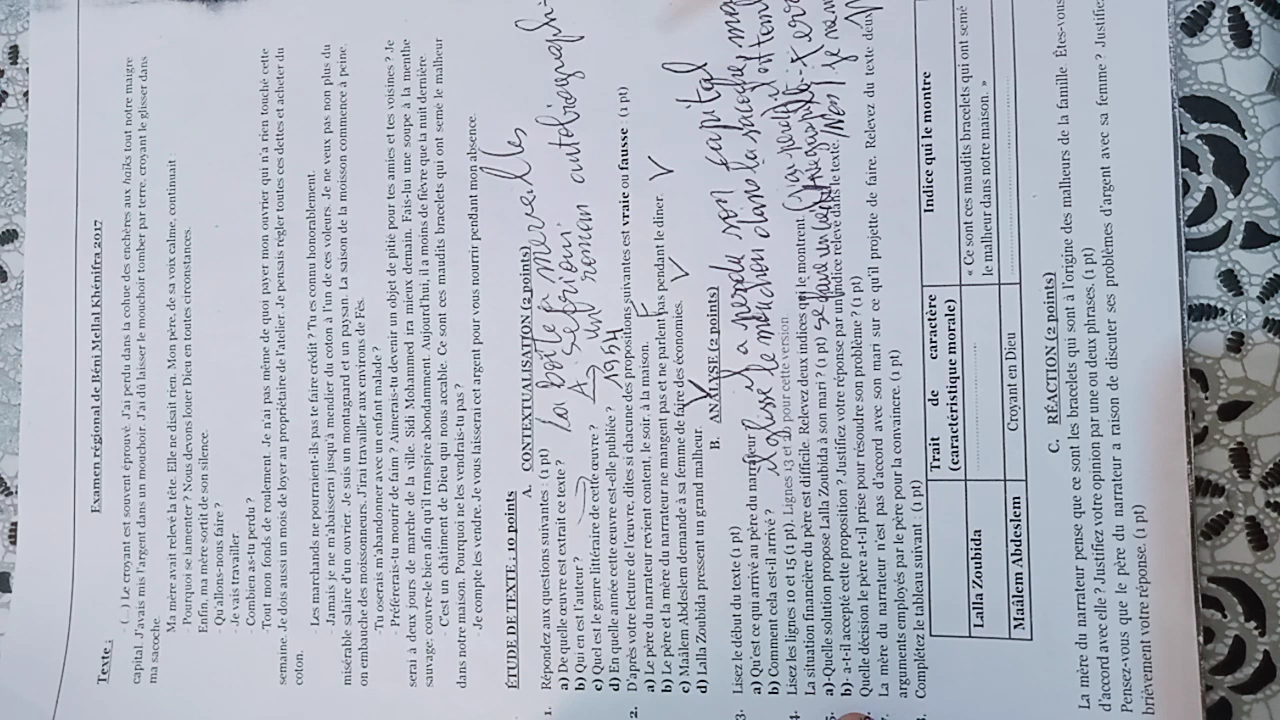 Examen régional de Béni Mellal Khénifra 2017
Texte :
- (....) Le croyant est souvent éprouvé. J'ai perdu dans la cohue des enchères aux haïks tout notre maigre
capital. J'avais mis l'argent dans un mouchoir. J'ai dû laisser le mouchoir tomber par terre, croyant le glisser dans
ma sacoche.
Ma mère avait relevé la tête. Elle ne disait rien. Mon père, de sa voix calme, continuait :
- Pourquoi se lamenter ? Nous devons louer Dieu en toutes circonstances.
Enfin, ma mère sortit de son silence.
- Qu'allons-nous faire ?
- Je vais travailler.
- Combien as-tu perdu ?
-Tout mon fonds de roulement. Je n'ai pas même de quoi payer mon ouvrier qui n'a rien touché cette
semaine. Je dois aussi un mois de loyer au propriétaire de l'atelier. Je pensais régler toutes ces dettes et acheter du
coton.
- Les marchands ne pourraient-ils pas te faire crédit ? Tu es connu honorablement.
- Jamais je ne m'abaisserai jusqu'à mendier du coton à l'un de ces voleurs. Je ne veux pas non plus du
misérable salaire d'un ouvrier. Je suis un montagnard et un paysan. La saison de la moisson commence à peine,
on embauche des moissonneurs. J'irai travailler aux environs de Fès.
-Tu oserais m'abandonner avec un enfant malade ?
- Préférerais-tu mourir de faim ? Aimerais-tu devenir un objet de pitié pour tes amies et tes voisines ? Je
serai à deux jours de marche de la ville. Sidi Mohammed ira mieux demain. Fais-lui une soupe à la menthe
sauvage, couvre-le bien afin qu'il transpire abondamment. Aujourd'hui, il a moins de fièvre que la nuit dernière.
- C'est un châtiment de Dieu qui nous accable. Ce sont ces maudits bracelets qui ont semé le malheur
dans notre maison. Pourquoi ne les vendrais-tu pas ?
- Je compte les vendre. Je vous laisserai cet argent pour vous nourrir pendant mon absence.
ÉTUDE DE TEXTE : 10 points
A. CONTEXTUALISATION (2 points)
1. Répondez aux questions suivantes : (1 pt)
a) De quelle œuvre est extrait ce texte ? La boîte à merveilles
b) Qui en est l'auteur ? A. Sefrioui
c) Quel est le genre littéraire de cette œuvre ? un roman autobiographi-
d) En quelle année cette œuvre est-elle publiée ? 1954
2. D'après votre lecture de l'œuvre, dites si chacune des propositions suivantes est vraie ou fausse : (1 pt)
a) Le père du narrateur revient content, le soir, à la maison. F
b) Le père et la mère du narrateur ne mangent pas et ne parlent pas pendant le dîner. V
c) Maâlem Abdeslem demande à sa femme de faire des économies. V
d) Lalla Zoubida pressent un grand malheur. V
B. ANALYSE (2 points)
3. Lisez le début du texte (1 pt)
a) Qu'est ce qui arrivé au père du narrateur il a perdu son capital
b) Comment cela est-il arrivé ? il glisse le mouchon dans la sacoche
4. Lisez les lignes 10 et 15 (1 pt). Lignes 13 et 20 pour cette version.
La situation financière du père est difficile. Relevez deux indices qui le montrent.
5. a)-Quelle solution propose Lalla Zoubida à son mari ? (1 pt)
b)- a-t-il accepté cette proposition ? Justifiez votre réponse par un indice relevé dans le texte. Non je
Quelle décision le père a-t-il prise pour résoudre son problème ? (1 pt)
La mère du narrateur n'est pas d'accord avec son mari sur ce qu'il projette de faire. Relevez du texte deux
arguments employés par le père pour la convaincre. (1 pt)
Complétez le tableau suivant : (1 pt)
Trait de caractère (caractéristique morale) Indice qui le montre
Lalla Zoubida .................... « Ce sont ces maudits bracelets qui ont semé
le malheur dans notre maison. »
Maâlem Abdeslem Croyant en Dieu ....................
C. RÉACTION (2 points)
La mère du narrateur pense que ce sont les bracelets qui sont à l'origine des malheurs de la famille. Êtes-vous
d'accord avec elle ? Justifiez votre opinion par une ou deux phrases. (1 pt)
Pensez-vous que le père du narrateur a raison de discuter ses problèmes d'argent avec sa femme ? Justifiez
brièvement votre réponse. (1 pt)